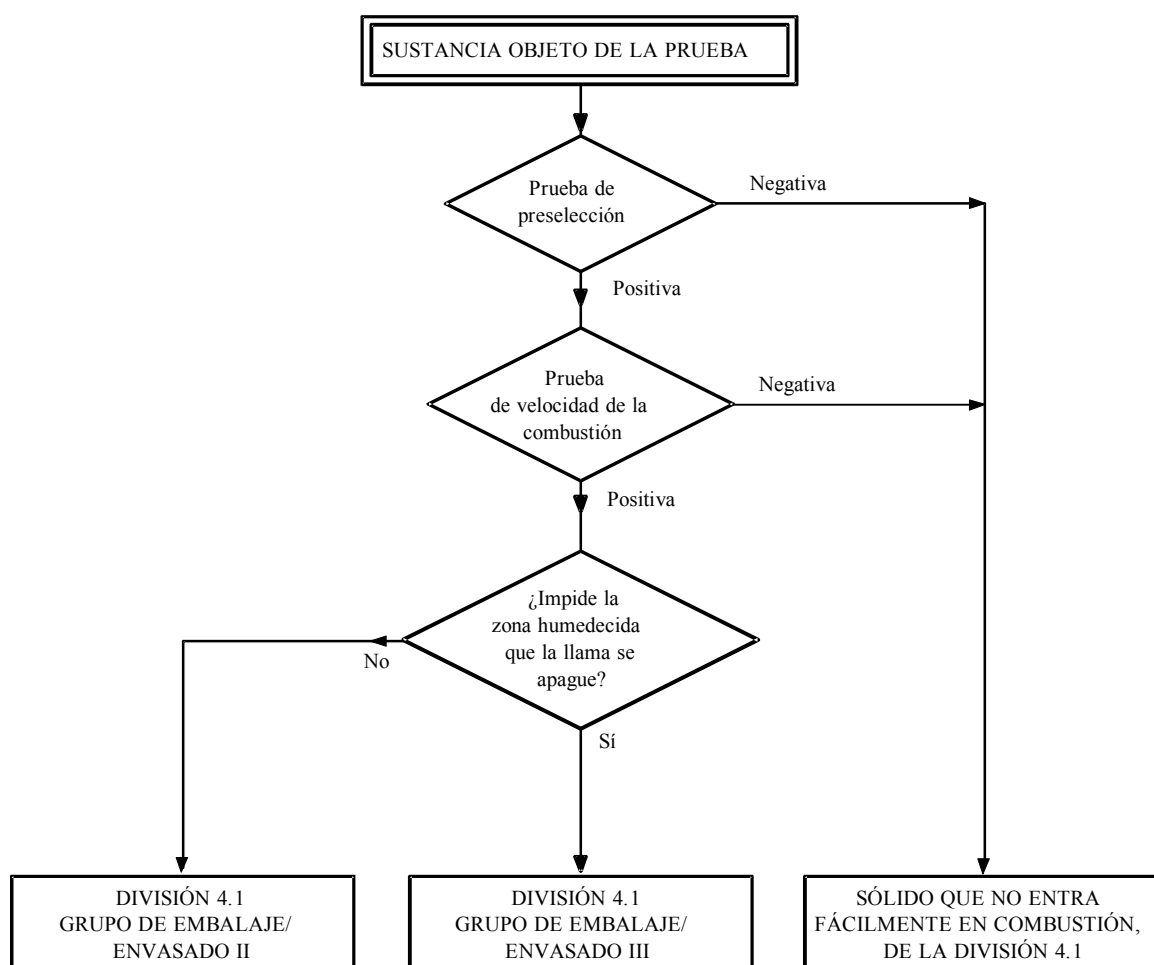 SUSTANCIA OBJETO DE LA PRUEBA
Prueba de
preselección
Negativa
Positiva
Prueba
de velocidad de la
combustión
Negativa
Positiva
¿Impide la
zona humedecida
que la llama se
apague?
No
Sí
DIVISIÓN 4.1
GRUPO DE EMBALAJE/
ENVASADO II
DIVISIÓN 4.1
GRUPO DE EMBALAJE/
ENVASADO III
SÓLIDO QUE NO ENTRA
FÁCILMENTE EN COMBUSTIÓN,
DE LA DIVISIÓN 4.1